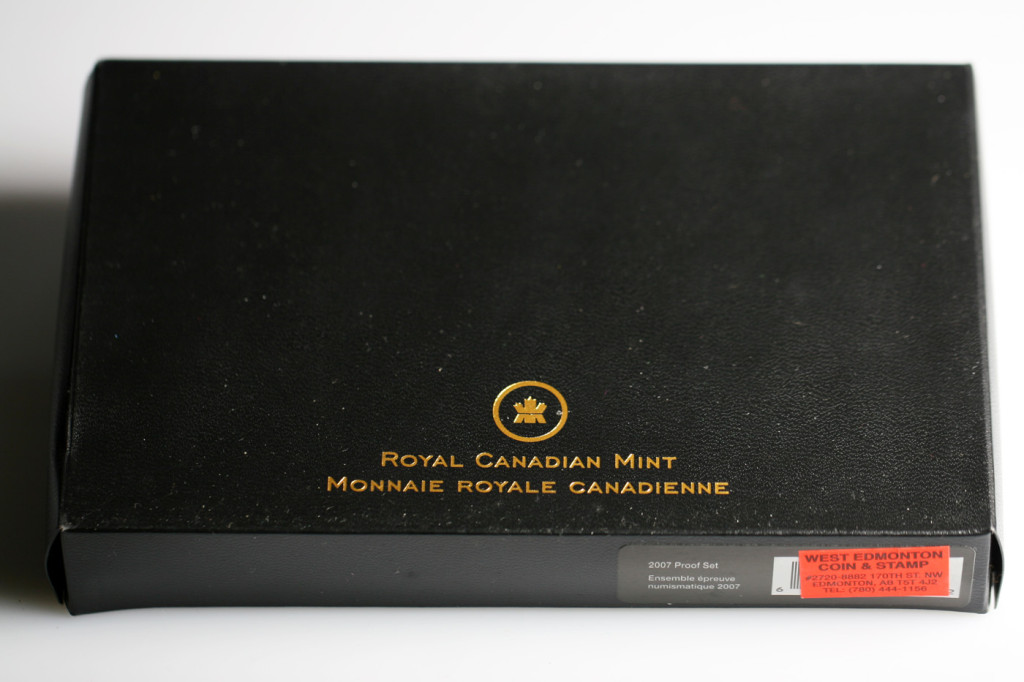 ROYAL CANADIAN MINT
MONNAIE ROYALE CANADIENNE
2007 Proof Set
Ensemble épreuve
numismatique 2007
6
WEST EDMONTON
COIN & STAMP
#2720-8882 170TH ST. NW
EDMONTON, AB T5T 4J2
TEL: (780) 444-1156